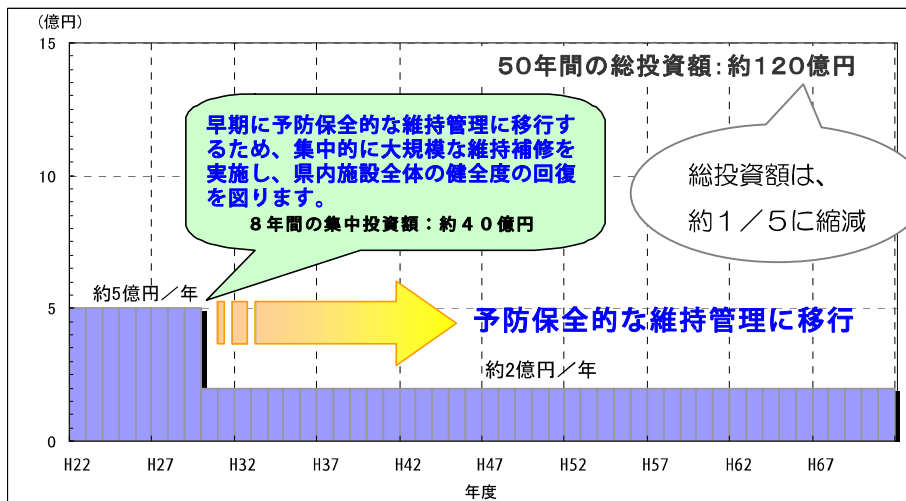 (億円)
15
50年間の総投資額：約120億円
早期に予防保全的な維持管理に移行す
るため、集中的に大規模な維持補修を
実施し、県内施設全体の健全度の回復
を図ります。
8年間の集中投資額：約４０億円
総投資額は、
約１／５に縮減
10
約5億円／年
5
予防保全的な維持管理に移行
約2億円／年
0
H22 H27 H32 H37 H42 H47 H52 H57 H62 H67
年度